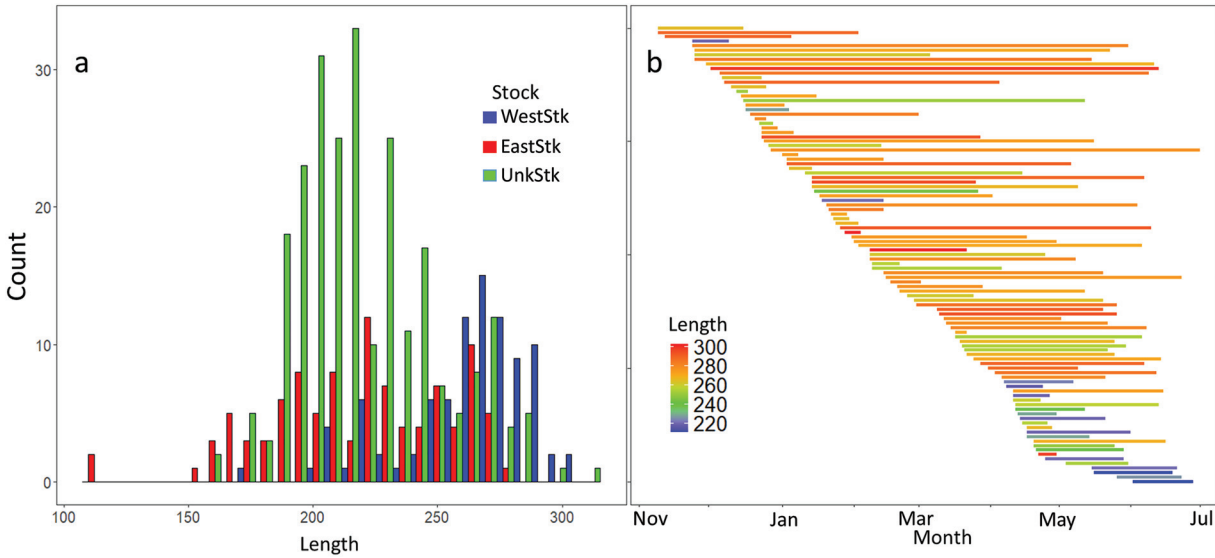 a
Stock
WestStk
EastStk
UnkStk
Count
30
20
10
0
100
150
200
250
300
Length
b
Length
300
280
260
240
220
Nov
Jan
Mar
May
Jul
Month